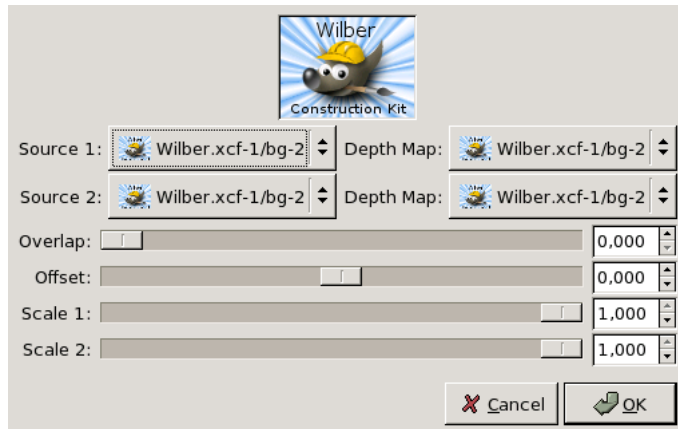 Wilber
Construction Kit
Source 1: Wilber.xcf-1/bg-2 Depth Map: Wilber.xcf-1/bg-2
Source 2: Wilber.xcf-1/bg-2 Depth Map: Wilber.xcf-1/bg-2
Overlap: 0,000
Offset: 0,000
Scale 1: 1,000
Scale 2: 1,000
Cancel OK